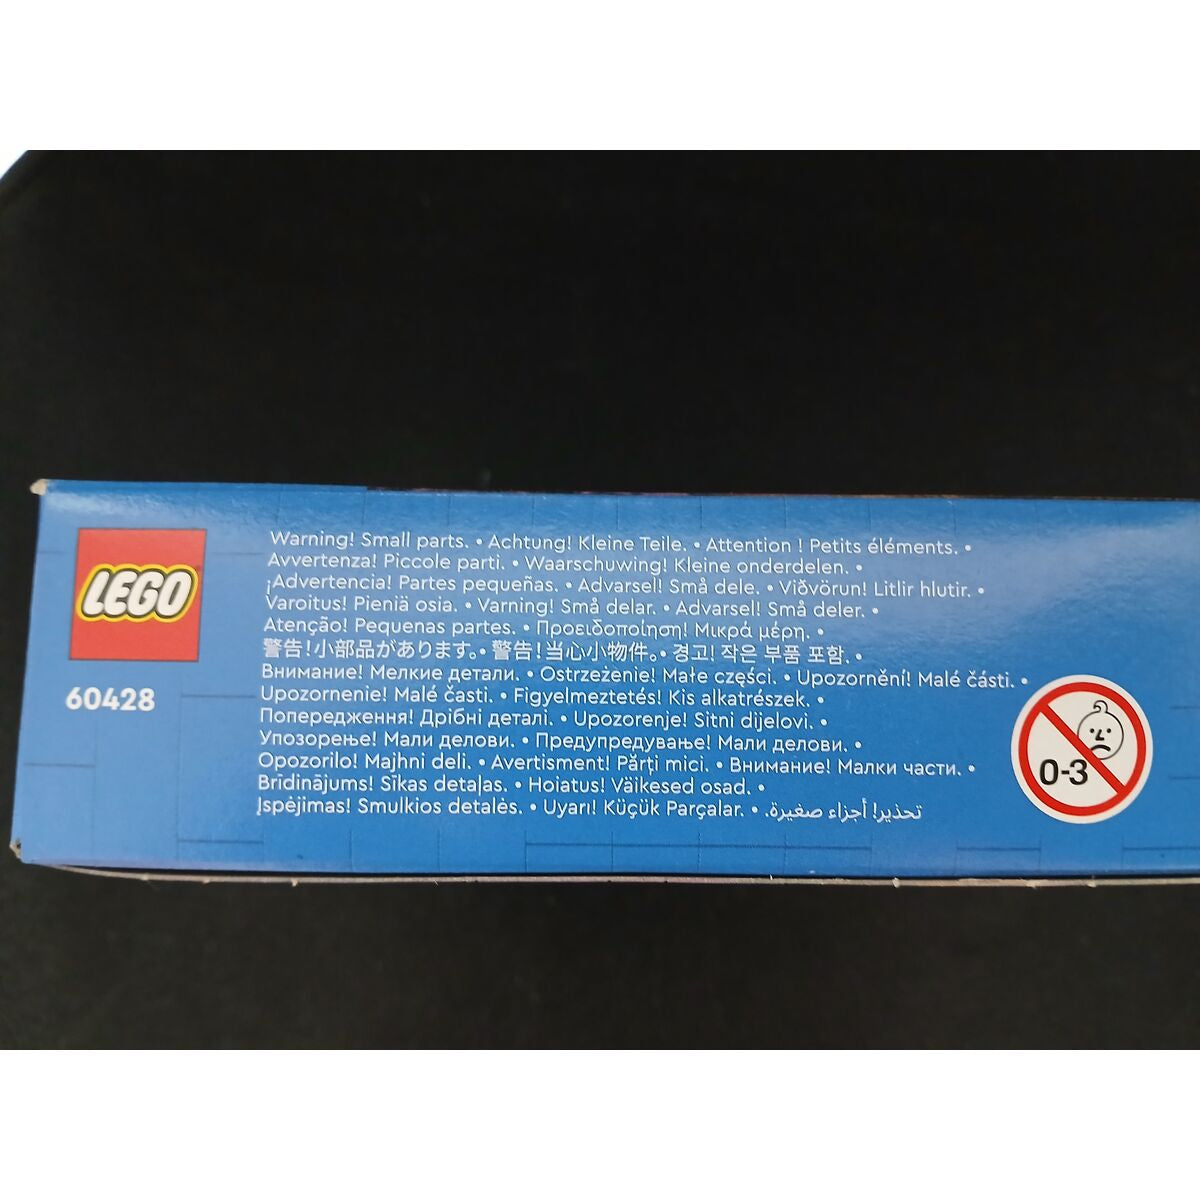 LEGO
60428
Warning! Small parts. • Achtung! Kleine Teile. • Attention ! Petits éléments. •
Avvertenza! Piccole parti. • Waarschuwing! Kleine onderdelen. •
¡Advertencia! Partes pequeñas. • Advarsel! Små dele. • Viðvörun! Litlir hlutir. •
Varoitus! Pieniä osia. • Varning! Små delar. • Advarsel! Små deler. •
Atenção! Pequenas partes. • Προειδοποίηση! Μικρά μέρη. •
警告!小部品があります。• 警告!当心小物件。• 경고! 작은 부품 포함. •
Внимание! Мелкие детали. • Ostrzeżenie! Małe części. • Upozornění! Malé části. •
Upozornenie! Malé časti. • Figyelmeztetés! Kis alkatrészek. •
Попередження! Дрібні деталі. • Upozorenje! Sitni dijelovi. •
Упозорење! Мали делови. • Предупредување! Мали делови. •
Opozorilo! Majhni deli. • Avertisment! Părți mici. • Внимание! Малки части. •
Brīdinājums! Sīkas detaļas. • Hoiatus! Väikesed osad. •
Įspėjimas! Smulkios detalės. • Uyarı! Küçük Parçalar. • تحذير! أجزاء صغيرة.
0-3